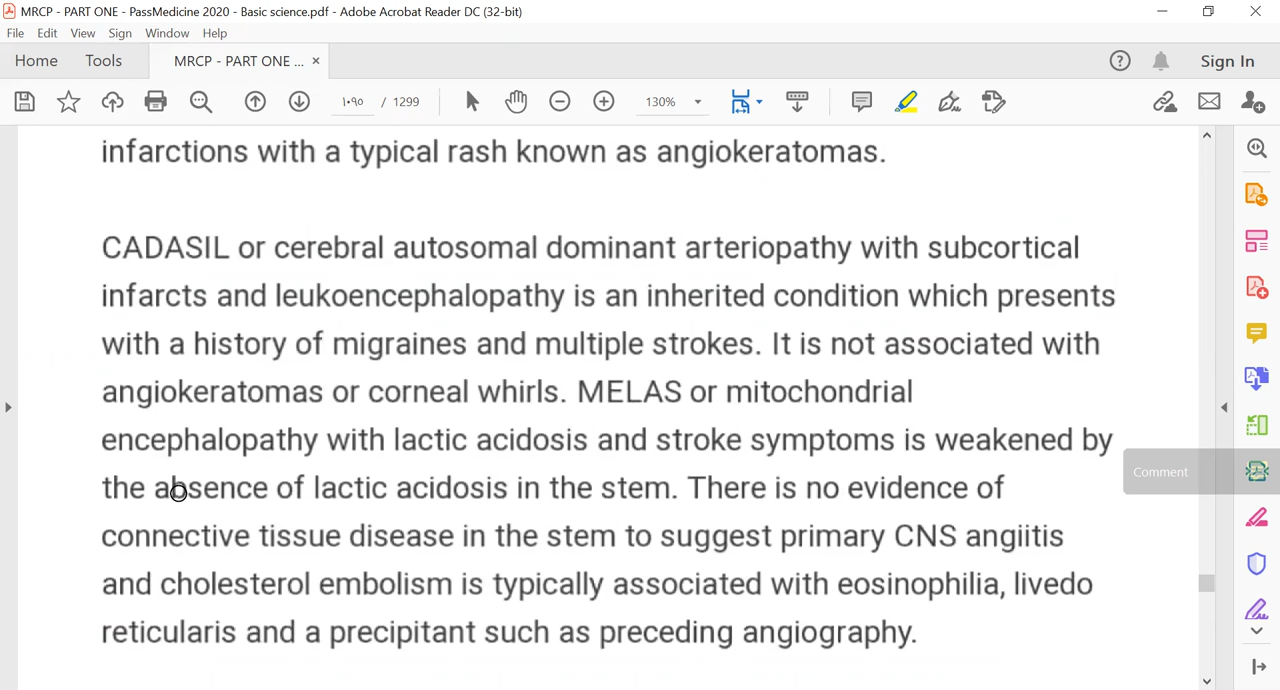 MRCP - PART ONE - PassMedicine 2020 - Basic science.pdf - Adobe Acrobat Reader DC (32-bit)
File Edit View Sign Window Help
Home Tools MRCP - PART ONE ... × Sign In
١٠٩٠ / 1299 130%
infarctions with a typical rash known as angiokeratomas.
CADASIL or cerebral autosomal dominant arteriopathy with subcortical
infarcts and leukoencephalopathy is an inherited condition which presents
with a history of migraines and multiple strokes. It is not associated with
angiokeratomas or corneal whirls. MELAS or mitochondrial
encephalopathy with lactic acidosis and stroke symptoms is weakened by
the absence of lactic acidosis in the stem. There is no evidence of
connective tissue disease in the stem to suggest primary CNS angiitis
and cholesterol embolism is typically associated with eosinophilia, livedo
reticularis and a precipitant such as preceding angiography.
Comment